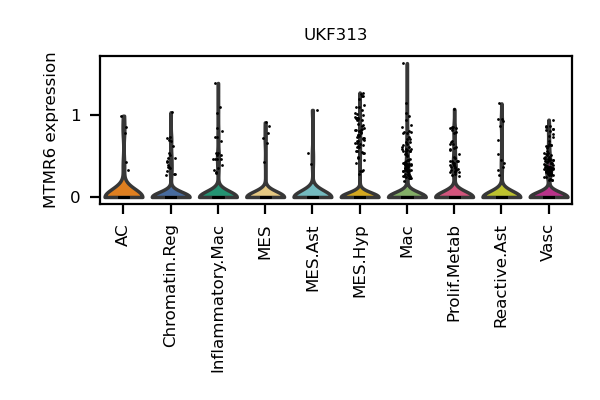 UKF313
MTMR6 expression
1
0
AC
Chromatin.Reg
Inflammatory.Mac
MES
MES.Ast
MES.Hyp
Mac
Prolif.Metab
Reactive.Ast
Vasc